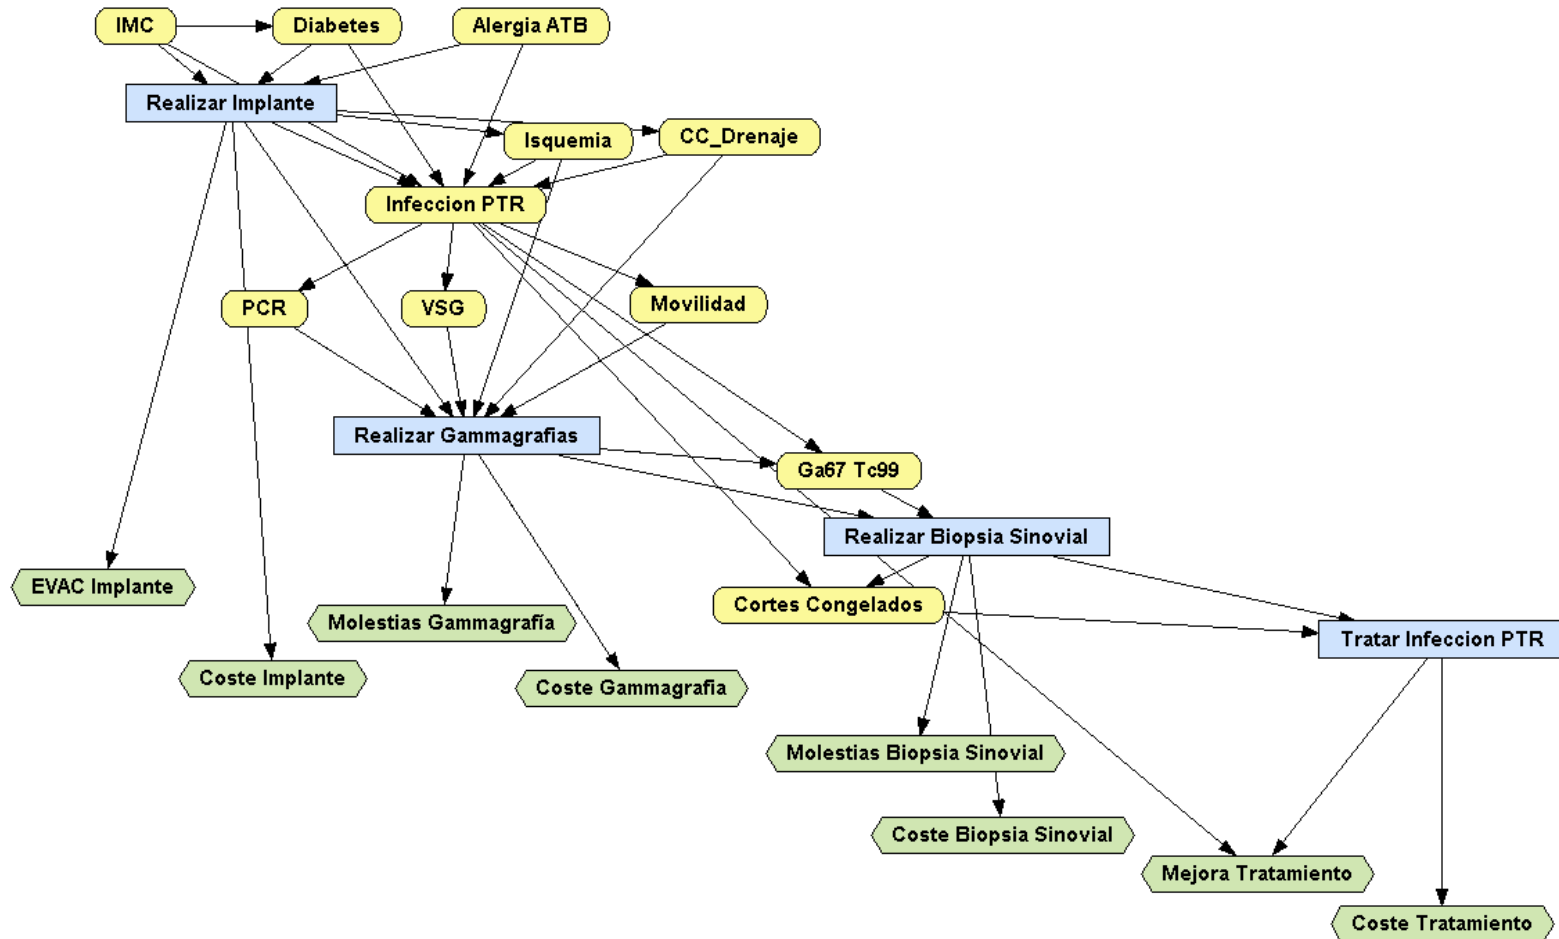 IMC
Diabetes
Alergia ATB
Realizar Implante
Isquemia
CC_Drenaje
Infeccion PTR
PCR
VSG
Movilidad
Realizar Gammagrafias
Ga67 Tc99
Realizar Biopsia Sinovial
EVAC Implante
Cortes Congelados
Molestias Gammagrafía
Tratar Infeccion PTR
Coste Implante
Coste Gammagrafia
Molestias Biopsia Sinovial
Coste Biopsia Sinovial
Mejora Tratamiento
Coste Tratamiento